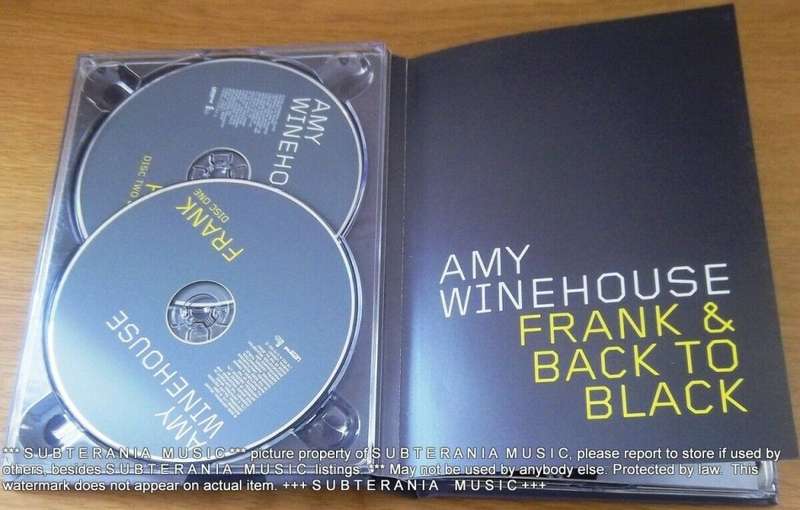 AMY
WINEHOUSE
FRANK &
BACK TO
BLACK
AMY
WINEHOU
F
DISC TWO
FRANK
DISC ONE
AMY
WINEHOUSE
*** S U B T E R A N I A M U S I C *** picture property of S U B T E R A N I A M U S I C, please report to store if used by
others, besides S U B T E R A N I A M U S I C listings. *** May not be used by anybody else. Protected by law. This
watermark does not appear on actual item. +++ S U B T E R A N I A M U S I C +++